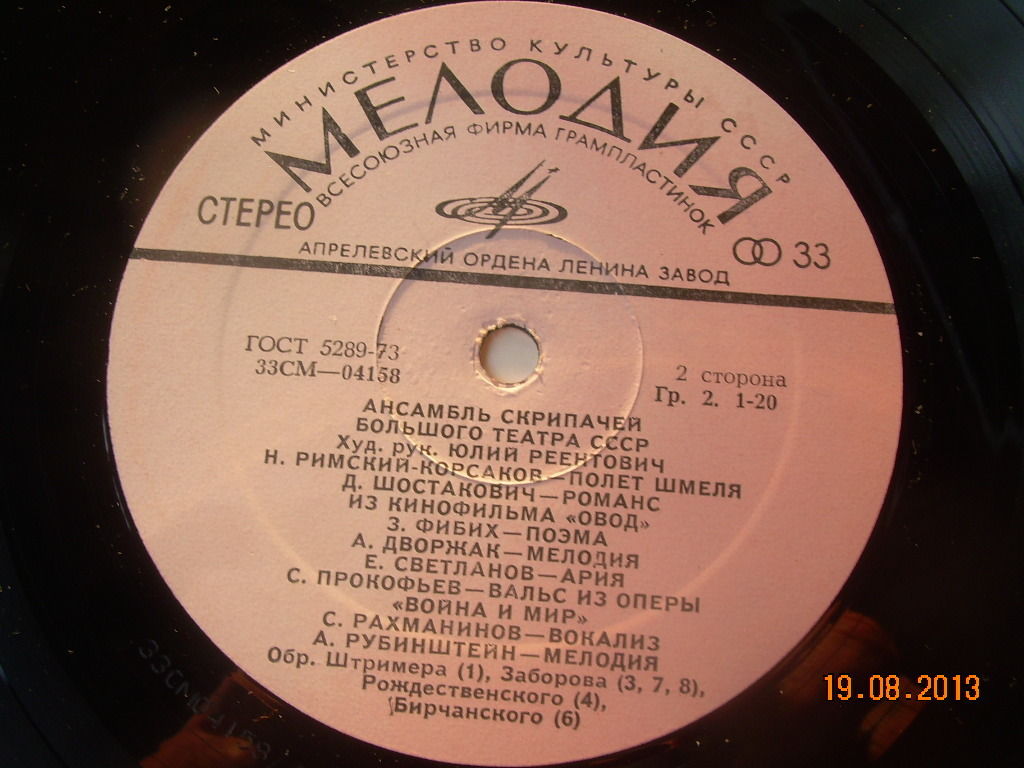 МИНИСТЕРСТВО КУЛЬТУРЫ СССР
МЕЛОДИЯ
ВСЕСОЮЗНАЯ ФИРМА ГРАМПЛАСТИНОК
СТЕРЕО
33
АПРЕЛЕВСКИЙ ОРДЕНА ЛЕНИНА ЗАВОД
ГОСТ 5289-73
33СМ—04158
2 сторона
Гр. 2. 1-20
АНСАМБЛЬ СКРИПАЧЕЙ
БОЛЬШОГО ТЕАТРА СССР
Худ. рук. ЮЛИЙ РЕЕНТОВИЧ
Н. РИМСКИЙ-КОРСАКОВ—ПОЛЕТ ШМЕЛЯ
Д. ШОСТАКОВИЧ—РОМАНС
ИЗ КИНОФИЛЬМА «ОВОД»
З. ФИБИХ—ПОЭМА
А. ДВОРЖАК—МЕЛОДИЯ
Е. СВЕТЛАНОВ—АРИЯ
С. ПРОКОФЬЕВ—ВАЛЬС ИЗ ОПЕРЫ
«ВОЙНА И МИР»
С. РАХМАНИНОВ—ВОКАЛИЗ
А. РУБИНШТЕЙН—МЕЛОДИЯ
Обр. Штримера (1), Заборова (3, 7, 8),
Рождественского (4),
Бирчанского (6)
19.08.2013